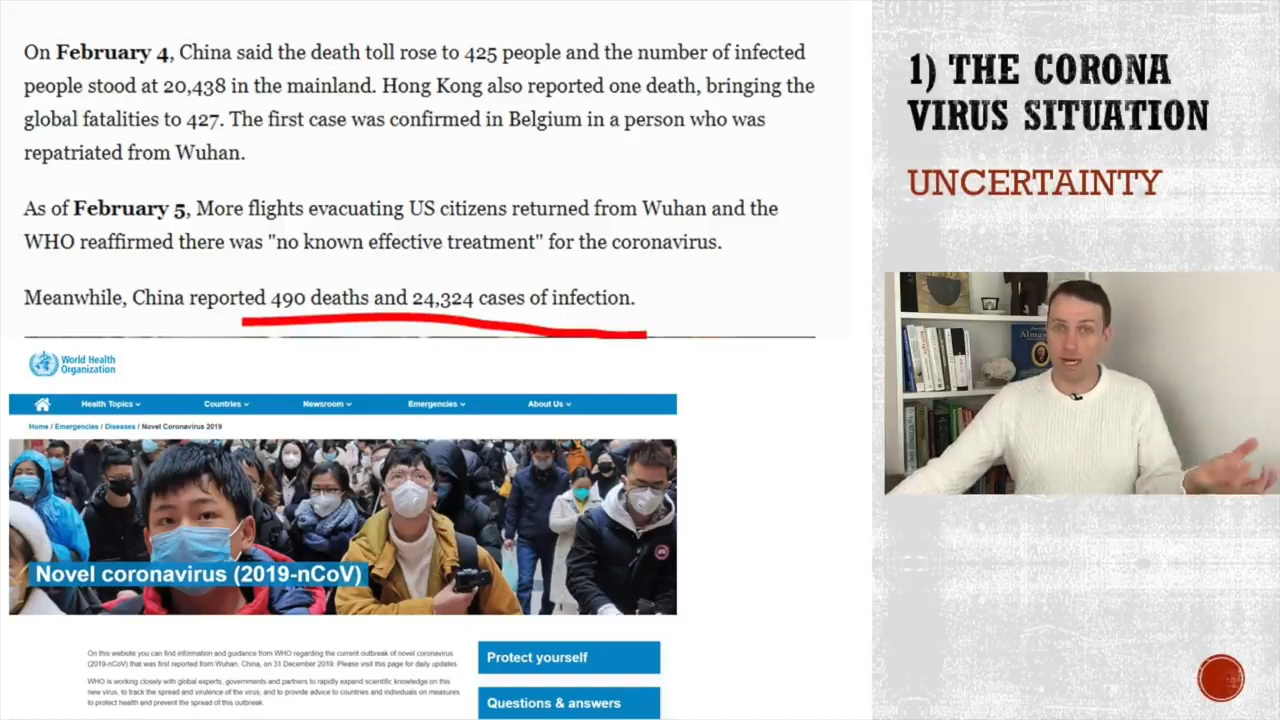 On February 4, China said the death toll rose to 425 people and the number of infected
people stood at 20,438 in the mainland. Hong Kong also reported one death, bringing the
global fatalities to 427. The first case was confirmed in Belgium in a person who was
repatriated from Wuhan.
As of February 5, More flights evacuating US citizens returned from Wuhan and the
WHO reaffirmed there was "no known effective treatment" for the coronavirus.
Meanwhile, China reported 490 deaths and 24,324 cases of infection.
World Health
Organization
Health Topics
Countries
Newsroom
Emergencies
About Us
Home / Emergencies / Diseases / Novel Coronavirus 2019
Novel coronavirus (2019-nCoV)
On this website you can find information and guidance from WHO regarding the current outbreak of novel coronavirus
(2019-nCoV) that was first reported from Wuhan, China, on 31 December 2019. Please visit this page for daily updates.
WHO is working closely with global experts, governments and partners to rapidly expand scientific knowledge on this
new virus, to track the spread and virulence of the virus, and to provide advice to countries and individuals on measures
to protect health and prevent the spread of this outbreak.
Protect yourself
Questions & answers
1) THE CORONA
VIRUS SITUATION
UNCERTAINTY